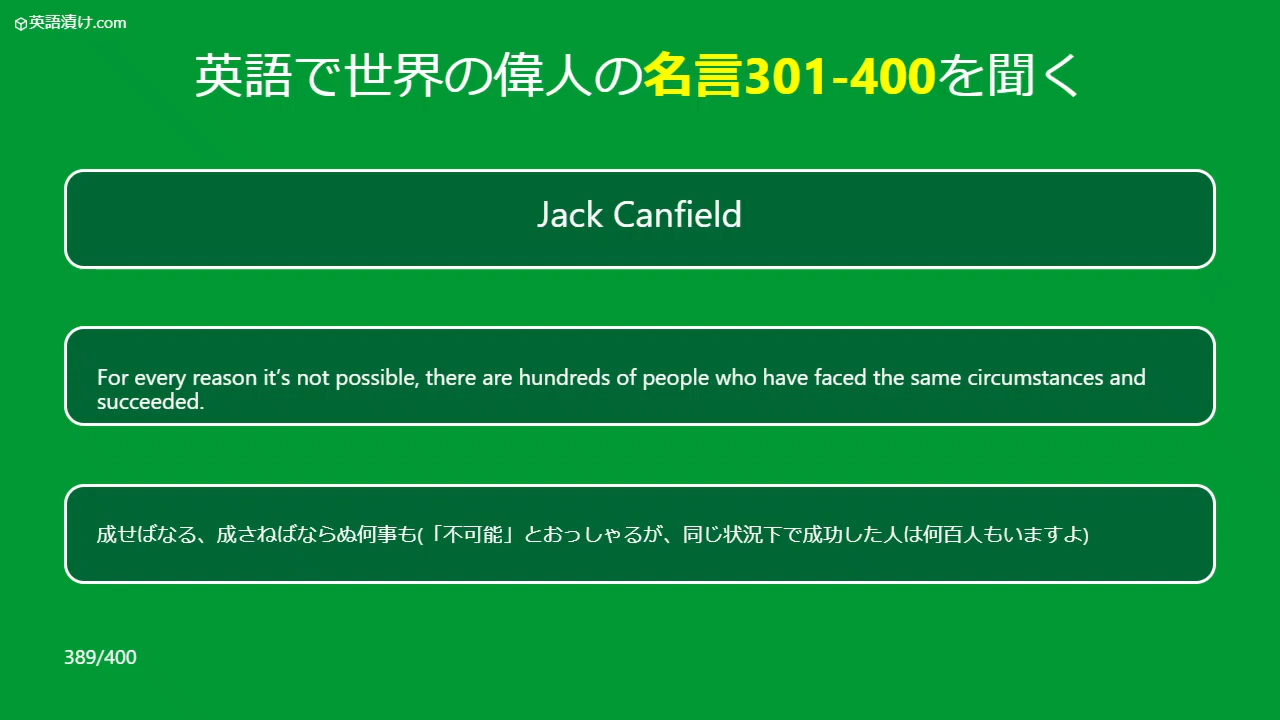 英語漬け.com
英語で世界の偉人の名言301-400を聞く
Jack Canfield
For every reason it’s not possible, there are hundreds of people who have faced the same circumstances and
succeeded.
成せばなる、成さねばならぬ何事も(「不可能」とおっしゃるが、同じ状況下で成功した人は何百人もいますよ)
389/400